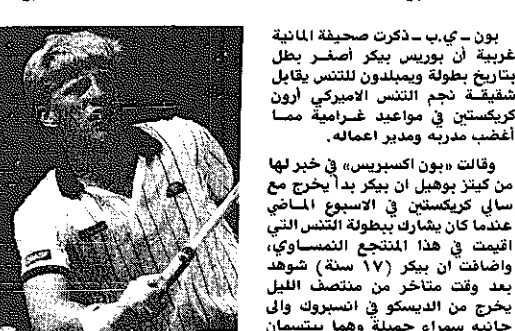 بون ــ ي.ب ــ ذكرت صحيفة المانية
غربية أن بوريس بيكر أصغر بطل
بتاريخ بطولة ويمبلدون للتنس يقابل
شقيقة نجم التنس الاميركي أرون
كريكستين في مواعيد غرامية مما
أغضب مدربه ومدير اعماله.
وقالت «بون اكسبريس» في خبر لها
من كيتز بوهيل ان بيكر بدأ يخرج مع
سالي كريكستين في الاسبوع الماضي
عندما كان يشارك ببطولة التنس التي
اقيمت في هذا المنتجع النمساوي،
واضافت ان بيكر (١٧ سنة) شوهد
بعد وقت متأخر من منتصف الليل
يخرج من الديسكو في انسبروك والى
جانبه سمراء جميلة وهما يبتسمان